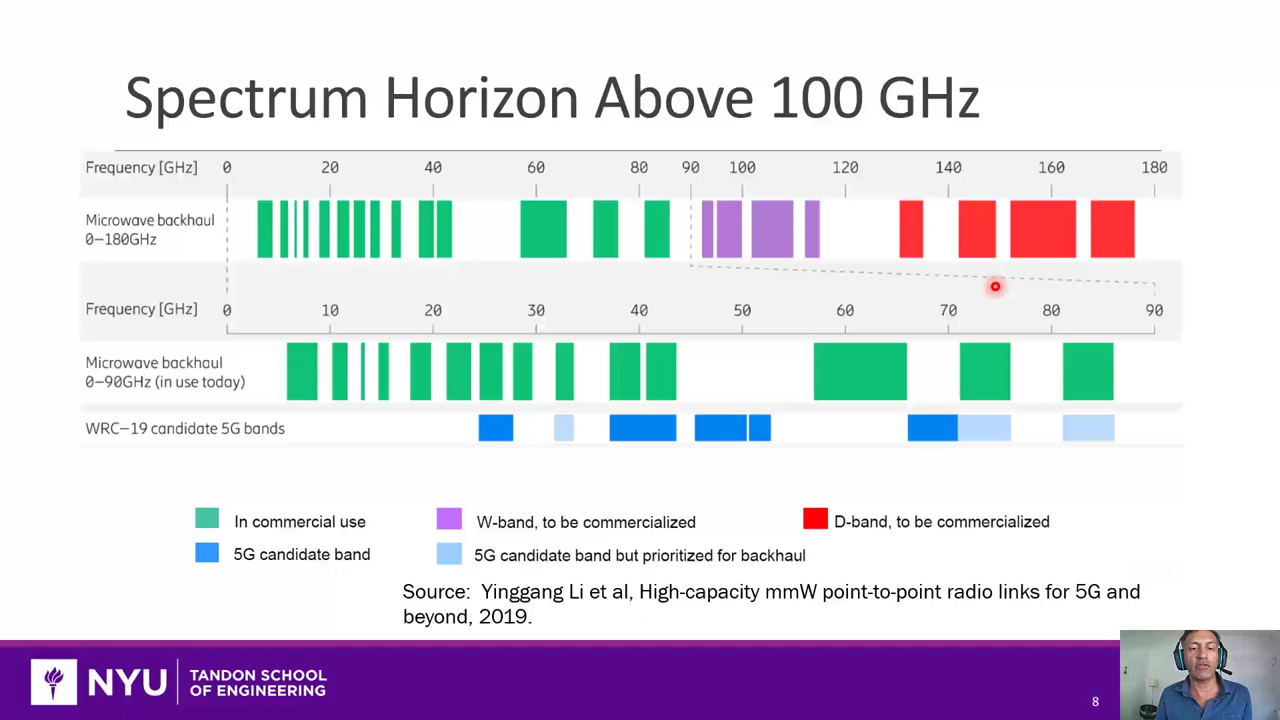 Spectrum Horizon Above 100 GHz
Frequency [GHz] 0 20 40 60 80 90 100 120 140 160 180
Microwave backhaul
0–180GHz
Frequency [GHz] 0 10 20 30 40 50 60 70 80 90
Microwave backhaul
0–90GHz (in use today)
WRC–19 candidate 5G bands
In commercial use
W-band, to be commercialized
D-band, to be commercialized
5G candidate band
5G candidate band but prioritized for backhaul
Source: Yinggang Li et al, High-capacity mmW point-to-point radio links for 5G and
beyond, 2019.
NYU
TANDON SCHOOL
OF ENGINEERING
8